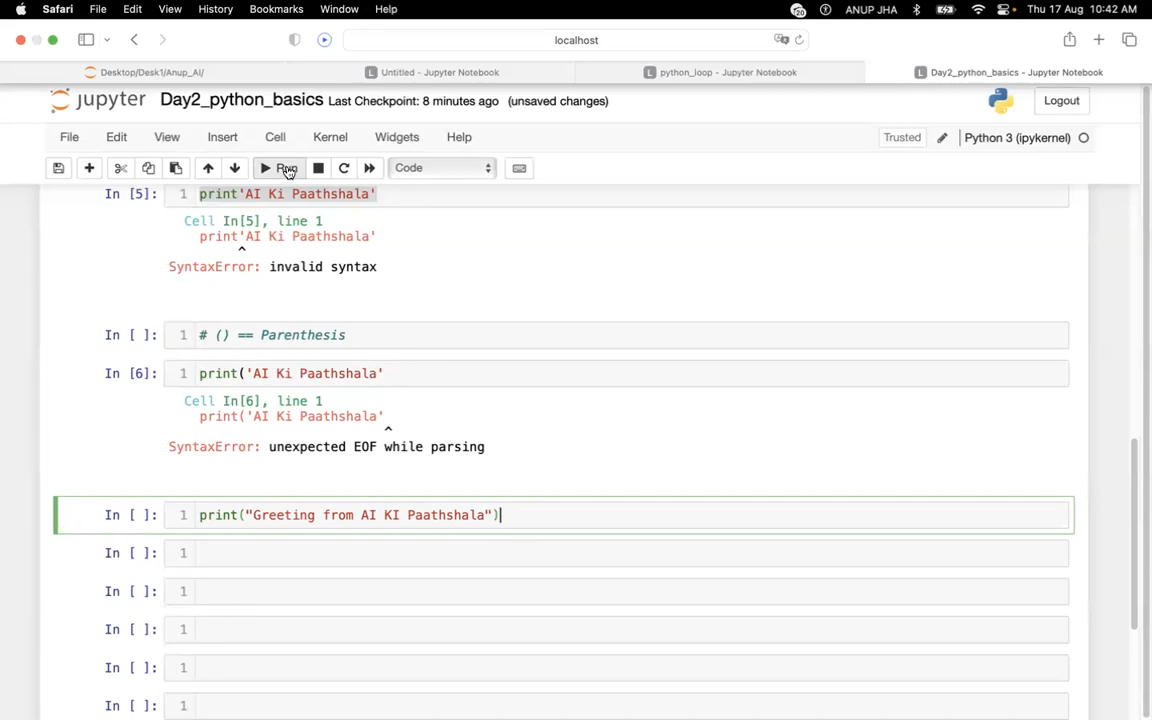 Safari File Edit View History Bookmarks Window Help 20 ANUP JHA Thu 17 Aug 10:42 AM
localhost
Desktop/Desk1/Anup_AI/ L Untitled - Jupyter Notebook L python_loop - Jupyter Notebook L Day2_python_basics - Jupyter Notebook
jupyter Day2_python_basics Last Checkpoint: 8 minutes ago (unsaved changes) Logout
File Edit View Insert Cell Kernel Widgets Help Trusted Python 3 (ipykernel)
Run Code
In [5]: 1 print'AI Ki Paathshala'
Cell In[5], line 1
print'AI Ki Paathshala'
^
SyntaxError: invalid syntax
In [ ]: 1 # () == Parenthesis
In [6]: 1 print('AI Ki Paathshala'
Cell In[6], line 1
print('AI Ki Paathshala'
^
SyntaxError: unexpected EOF while parsing
In [ ]: 1 print("Greeting from AI KI Paathshala")
In [ ]: 1
In [ ]: 1
In [ ]: 1
In [ ]: 1
In [ ]: 1